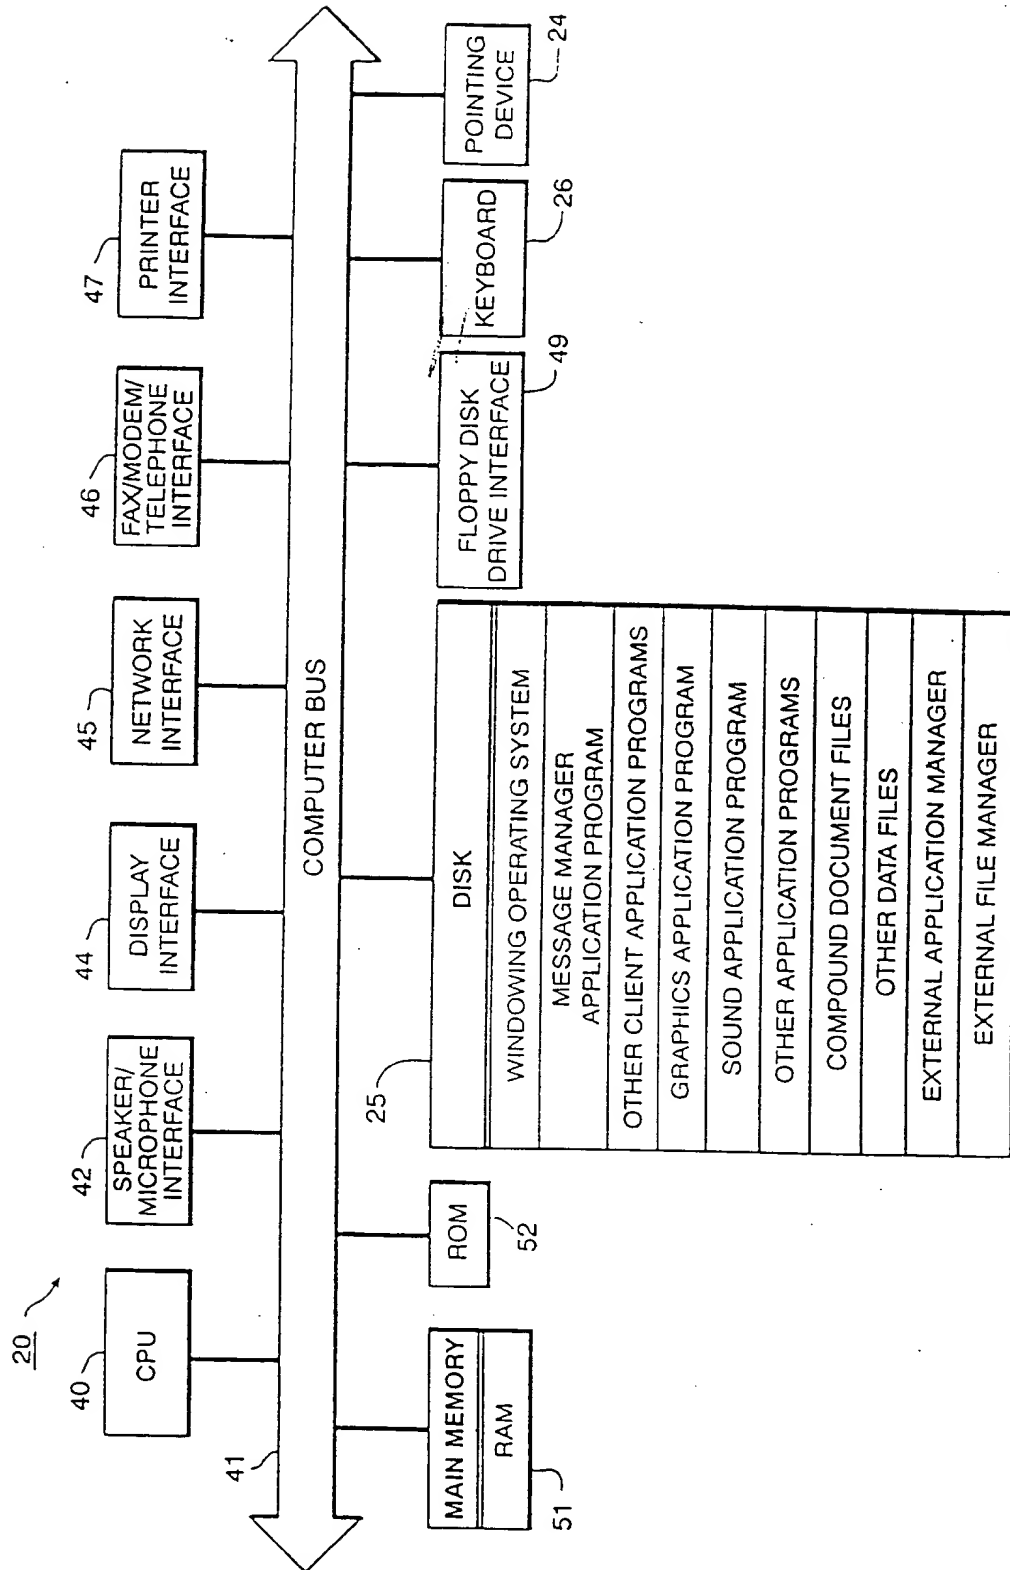 20
40
CPU
42
SPEAKER/
MICROPHONE
INTERFACE
44
DISPLAY
INTERFACE
45
NETWORK
INTERFACE
46
FAX/MODEM/
TELEPHONE
INTERFACE
47
PRINTER
INTERFACE
41
COMPUTER BUS
MAIN MEMORY
RAM
51
ROM
52
25
DISK
WINDOWING OPERATING SYSTEM
MESSAGE MANAGER
APPLICATION PROGRAM
OTHER CLIENT APPLICATION PROGRAMS
GRAPHICS APPLICATION PROGRAM
SOUND APPLICATION PROGRAM
OTHER APPLICATION PROGRAMS
COMPOUND DOCUMENT FILES
OTHER DATA FILES
EXTERNAL APPLICATION MANAGER
EXTERNAL FILE MANAGER
FLOPPY DISK
DRIVE INTERFACE
49
KEYBOARD
26
POINTING
DEVICE
24